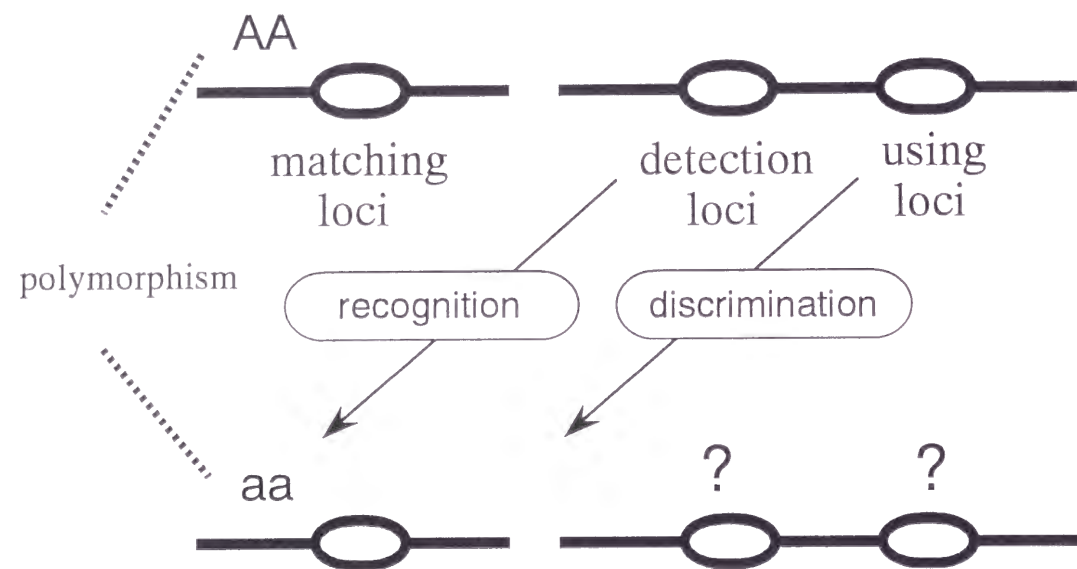 AA
matching
loci
detection
loci
using
loci
polymorphism
recognition
discrimination
aa
?
?